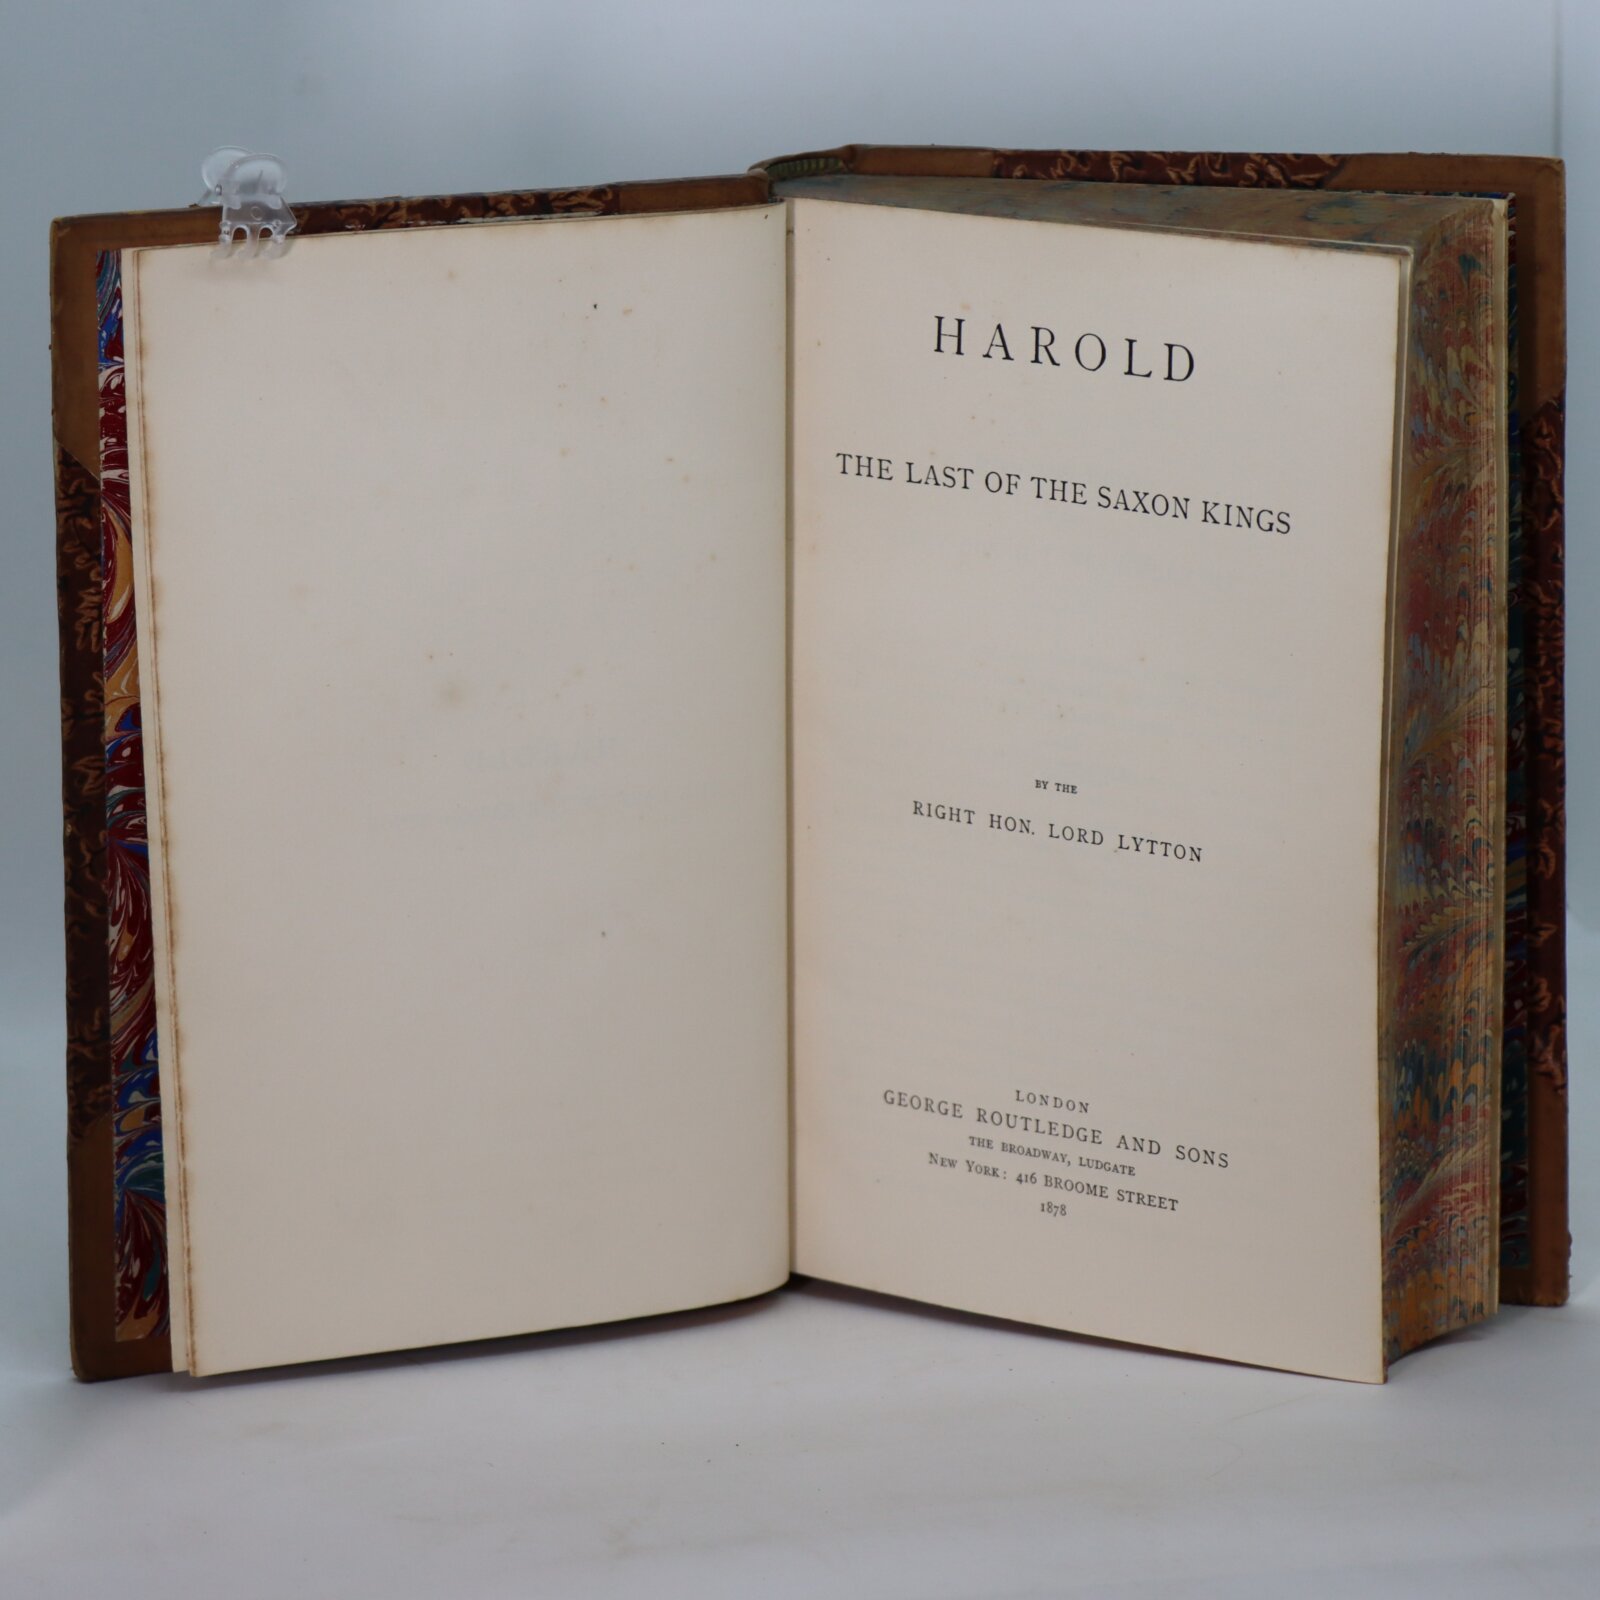 HAROLD
THE LAST OF THE SAXON KINGS
BY THE
RIGHT HON. LORD LYTTON
LONDON
GEORGE ROUTLEDGE AND SONS
THE BROADWAY, LUDGATE
NEW YORK: 416 BROOME STREET
1878